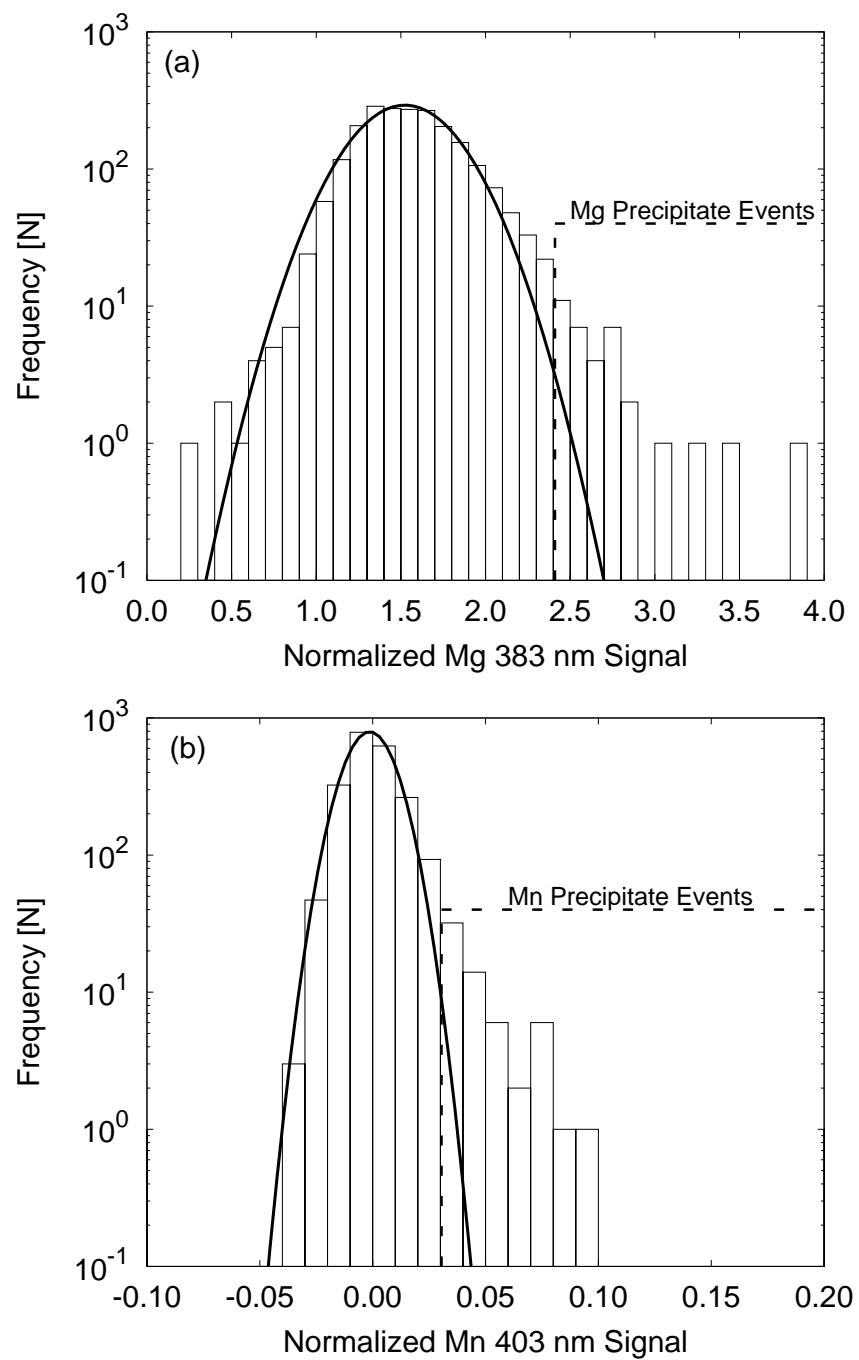 (a)
10^3
10^2
10^1
10^0
10^-1
Frequency [N]
Mg Precipitate Events
0.0 0.5 1.0 1.5 2.0 2.5 3.0 3.5 4.0
Normalized Mg 383 nm Signal
(b)
10^3
10^2
10^1
10^0
10^-1
Frequency [N]
Mn Precipitate Events
-0.10 -0.05 0.00 0.05 0.10 0.15 0.20
Normalized Mn 403 nm Signal